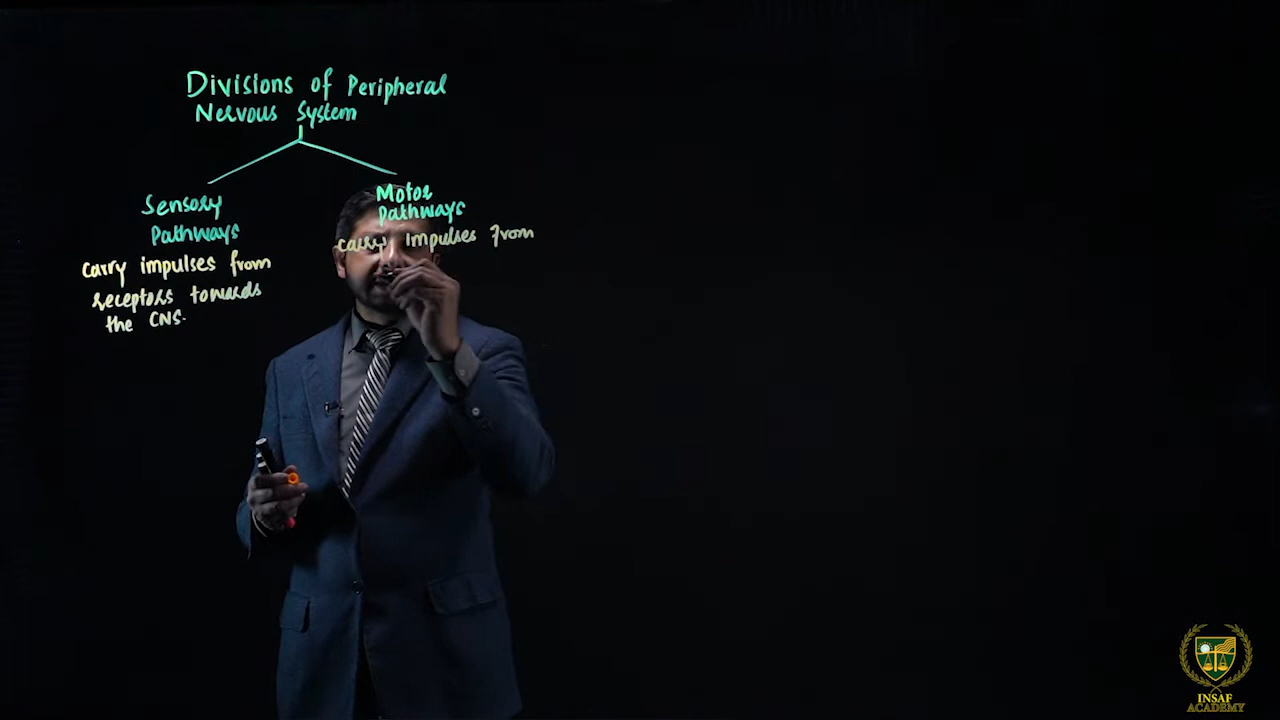 Divisions of Peripheral
Nervous System
Sensory
Pathways
carry impulses from
receptors towards
the CNS.
Motor
Pathways
carry impulses from
INSAF
ACADEMY